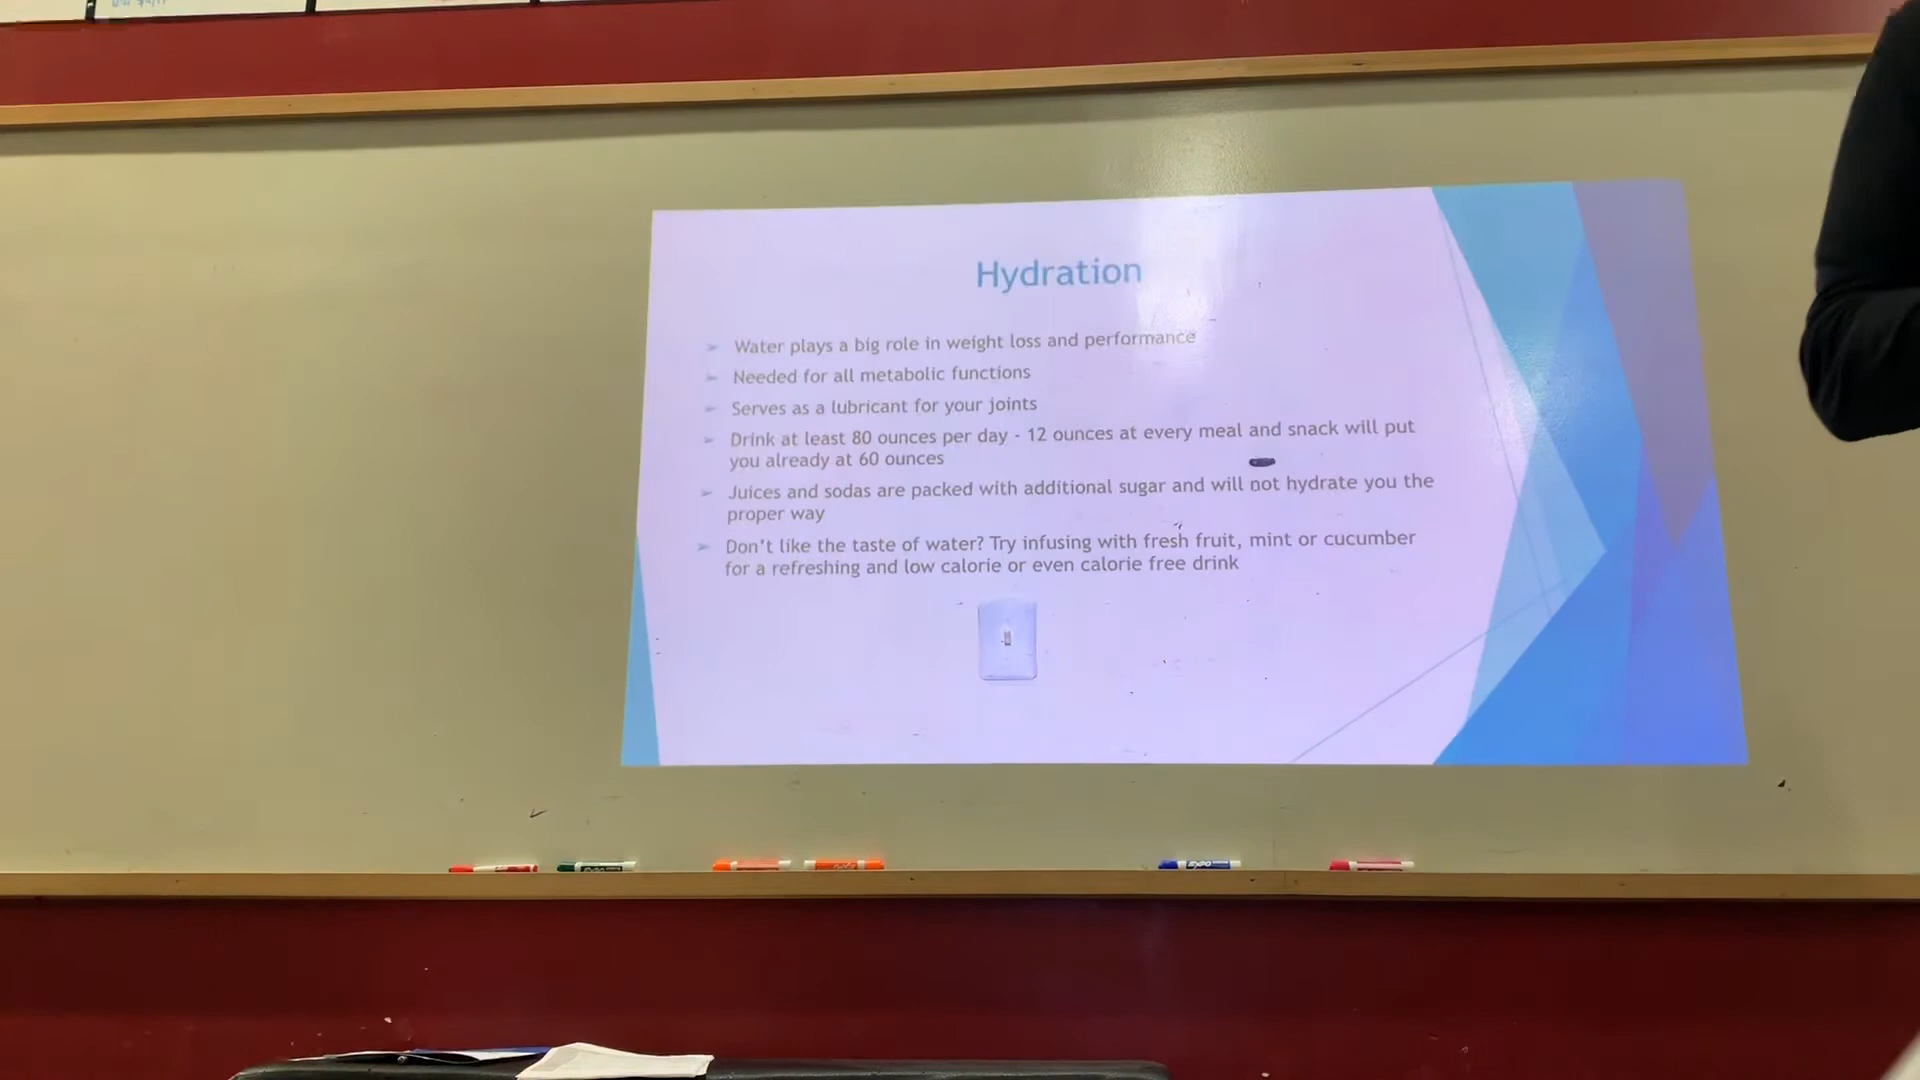 Hydration
➢ Water plays a big role in weight loss and performance
➢ Needed for all metabolic functions
➢ Serves as a lubricant for your joints
➢ Drink at least 80 ounces per day - 12 ounces at every meal and snack will put
you already at 60 ounces
➢ Juices and sodas are packed with additional sugar and will not hydrate you the
proper way
➢ Don't like the taste of water? Try infusing with fresh fruit, mint or cucumber
for a refreshing and low calorie or even calorie free drink
EXPO